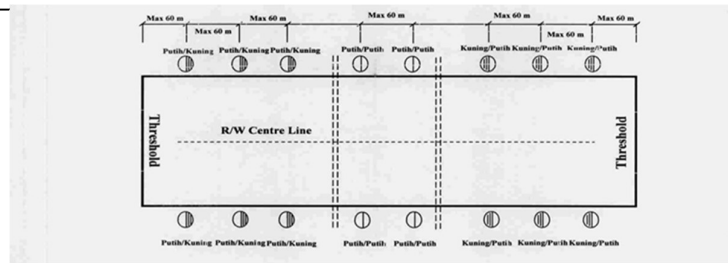 Max 60 m Max 60 m Max 60 m Max 60 m Max 60 m
Max 60 m Max 60 m
Putih/Kuning Putih/Kuning Putih/Kuning Putih/Putih Putih/Putih Kuning/Putih Kuning/Putih Kuning/Putih
Threshold
R/W Centre Line
Threshold
Putih/Kuning Putih/Kuning Putih/Kuning Putih/Putih Putih/Putih Kuning/Putih Kuning/Putih Kuning/Putih